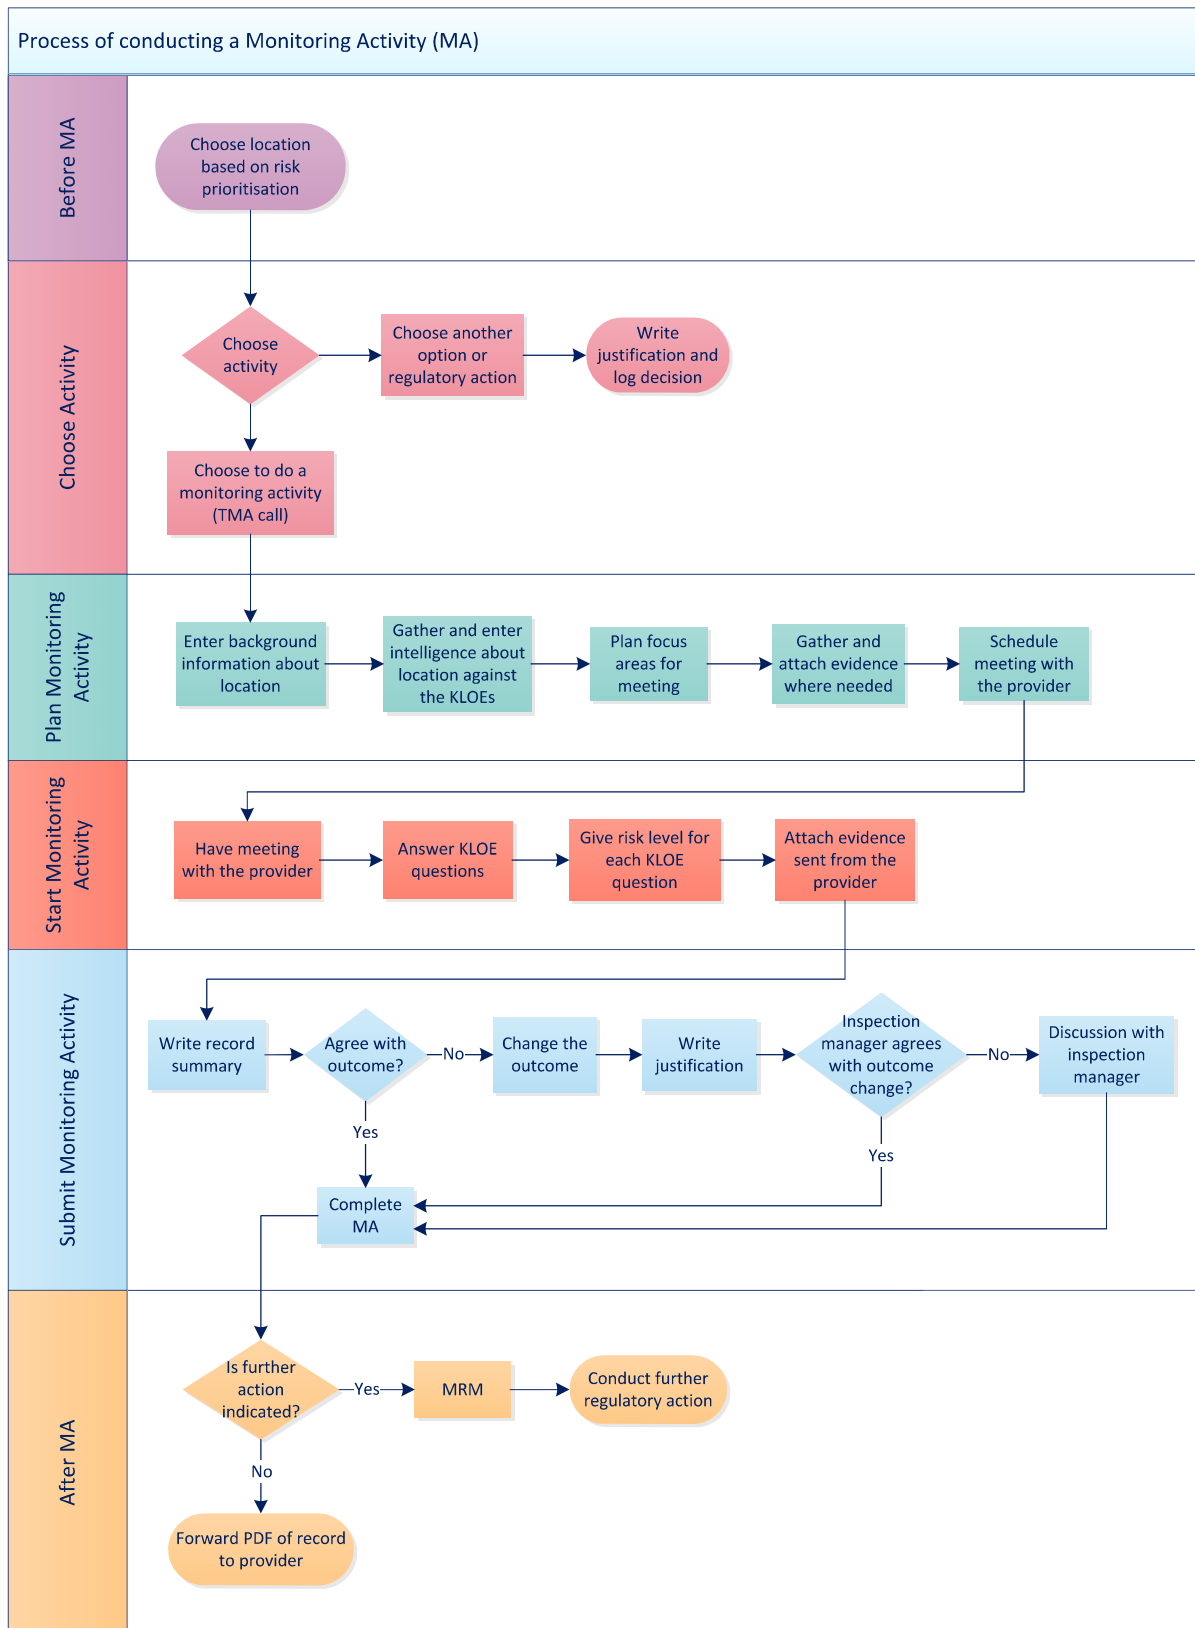 Process of conducting a Monitoring Activity (MA)
Before MA
Choose location
based on risk
prioritisation
Choose Activity
Choose
activity
Choose another
option or
regulatory action
Write
justification and
log decision
Choose to do a
monitoring activity
(TMA call)
Plan Monitoring
Activity
Enter background
information about
location
Gather and enter
intelligence about
location against
the KLOEs
Plan focus
areas for
meeting
Gather and
attach evidence
where needed
Schedule
meeting with
the provider
Start Monitoring
Activity
Have meeting
with the provider
Answer KLOE
questions
Give risk level for
each KLOE
question
Attach evidence
sent from the
provider
Submit Monitoring Activity
Write record
summary
Agree with
outcome?
No
Change the
outcome
Write
justification
Inspection
manager agrees
with outcome
change?
No
Discussion with
inspection
manager
Yes
Yes
Complete
MA
After MA
Is further
action
indicated?
Yes
MRM
Conduct further
regulatory action
No
Forward PDF of record
to provider